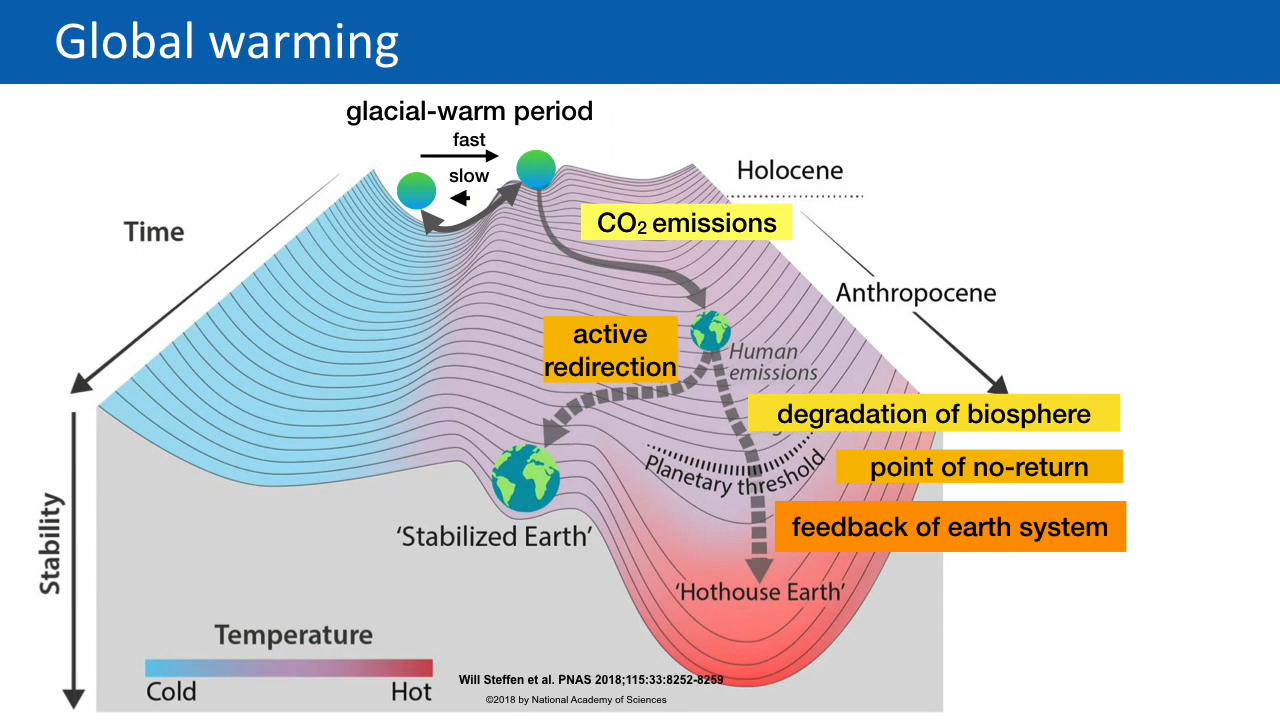 Global warming
glacial-warm period
fast
slow
Holocene
Time
CO₂ emissions
Anthropocene
active
redirection
Human
emissions
degradation of biosphere
Planetary threshold
point of no-return
Stability
'Stabilized Earth'
feedback of earth system
'Hothouse Earth'
Temperature
Cold
Hot
Will Steffen et al. PNAS 2018;115:33:8252-8259
©2018 by National Academy of Sciences